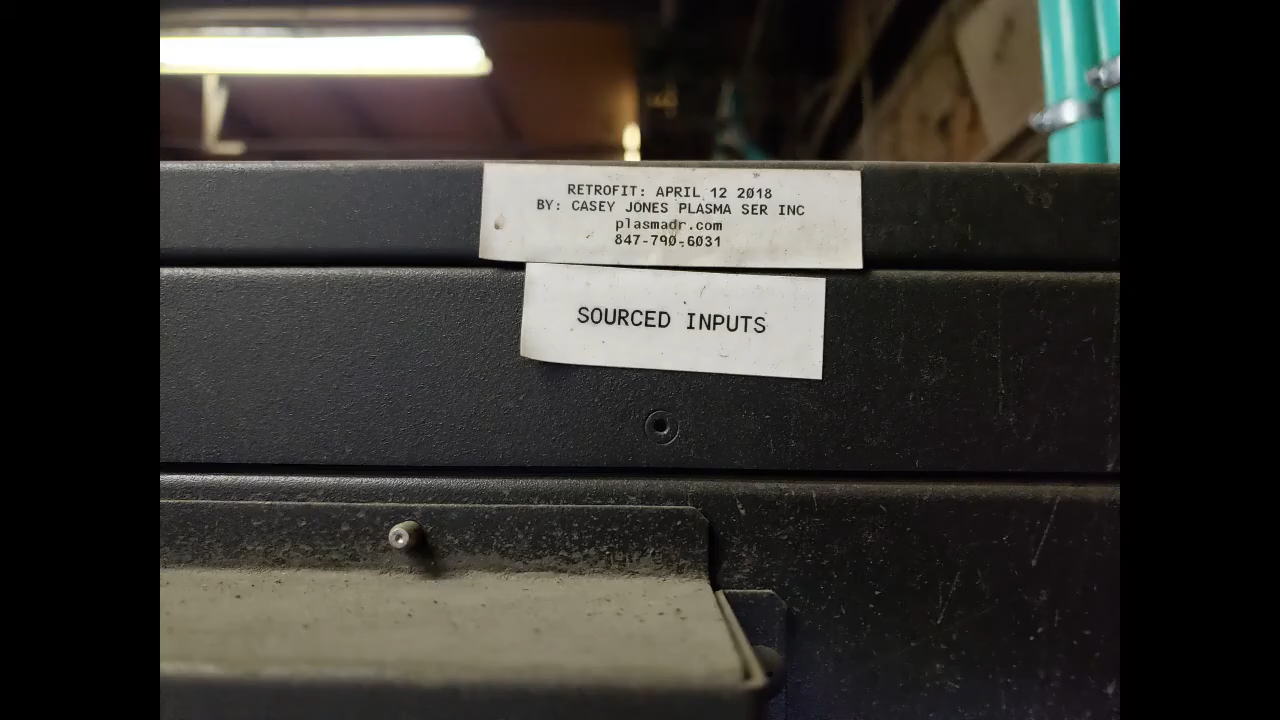 RETROFIT: APRIL 12 2018
BY: CASEY JONES PLASMA SER INC
plasmadr.com
847-790-6031
SOURCED INPUTS